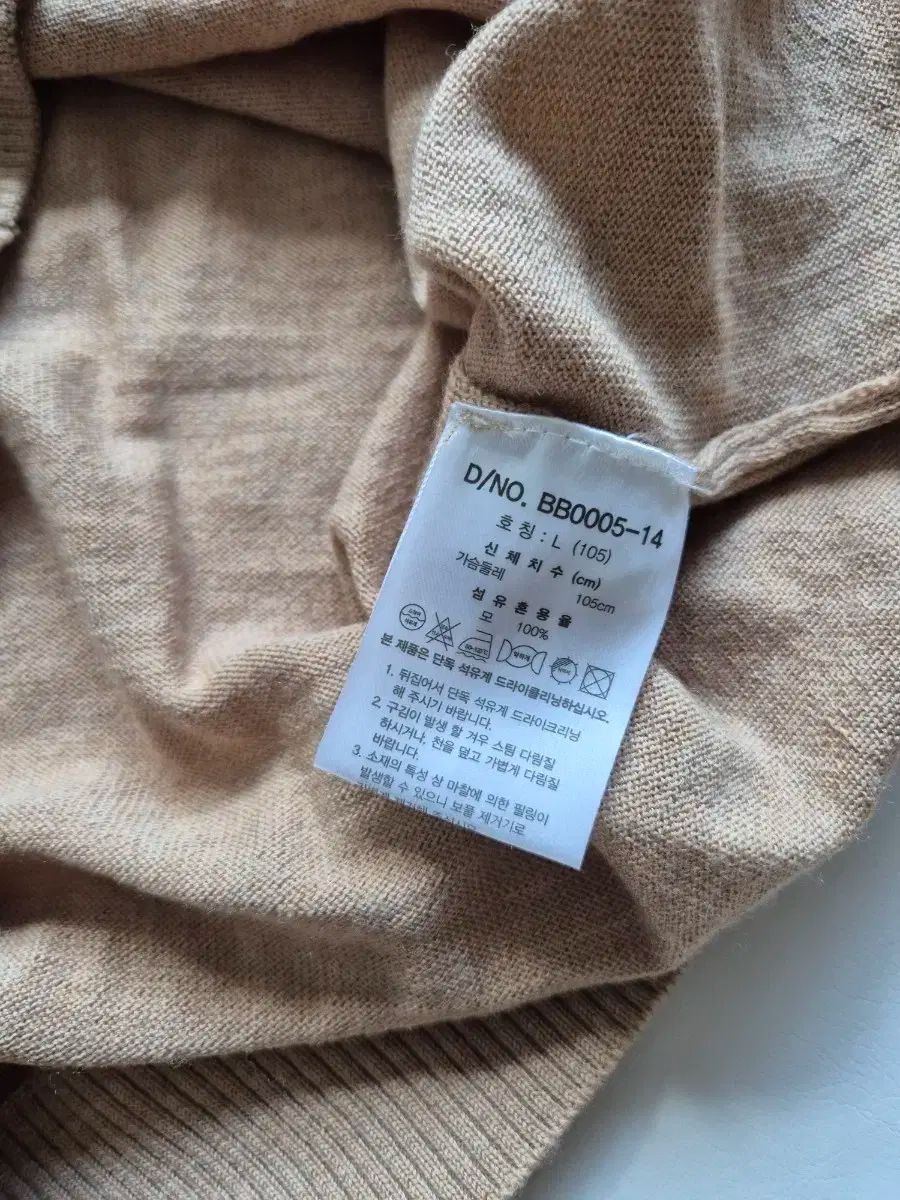 D/NO. BB0005-14
호 칭 : L (105)
신 체 치 수 (cm)
가슴둘레 105cm
섬 유 혼 용 율
모 100%
80~120℃ 약하게
본 제품은 단독 석유계 드라이클리닝하십시오.
1. 뒤집어서 단독 석유계 드라이크리닝
해 주시기 바랍니다.
2. 구김이 발생 할 겨우 스팀 다림질
하시거나, 천을 덮고 가볍게 다림질
바랍니다.
3. 소재의 특성 상 마찰에 의한 필링이
발생할 수 있으니 보풀 제거기로